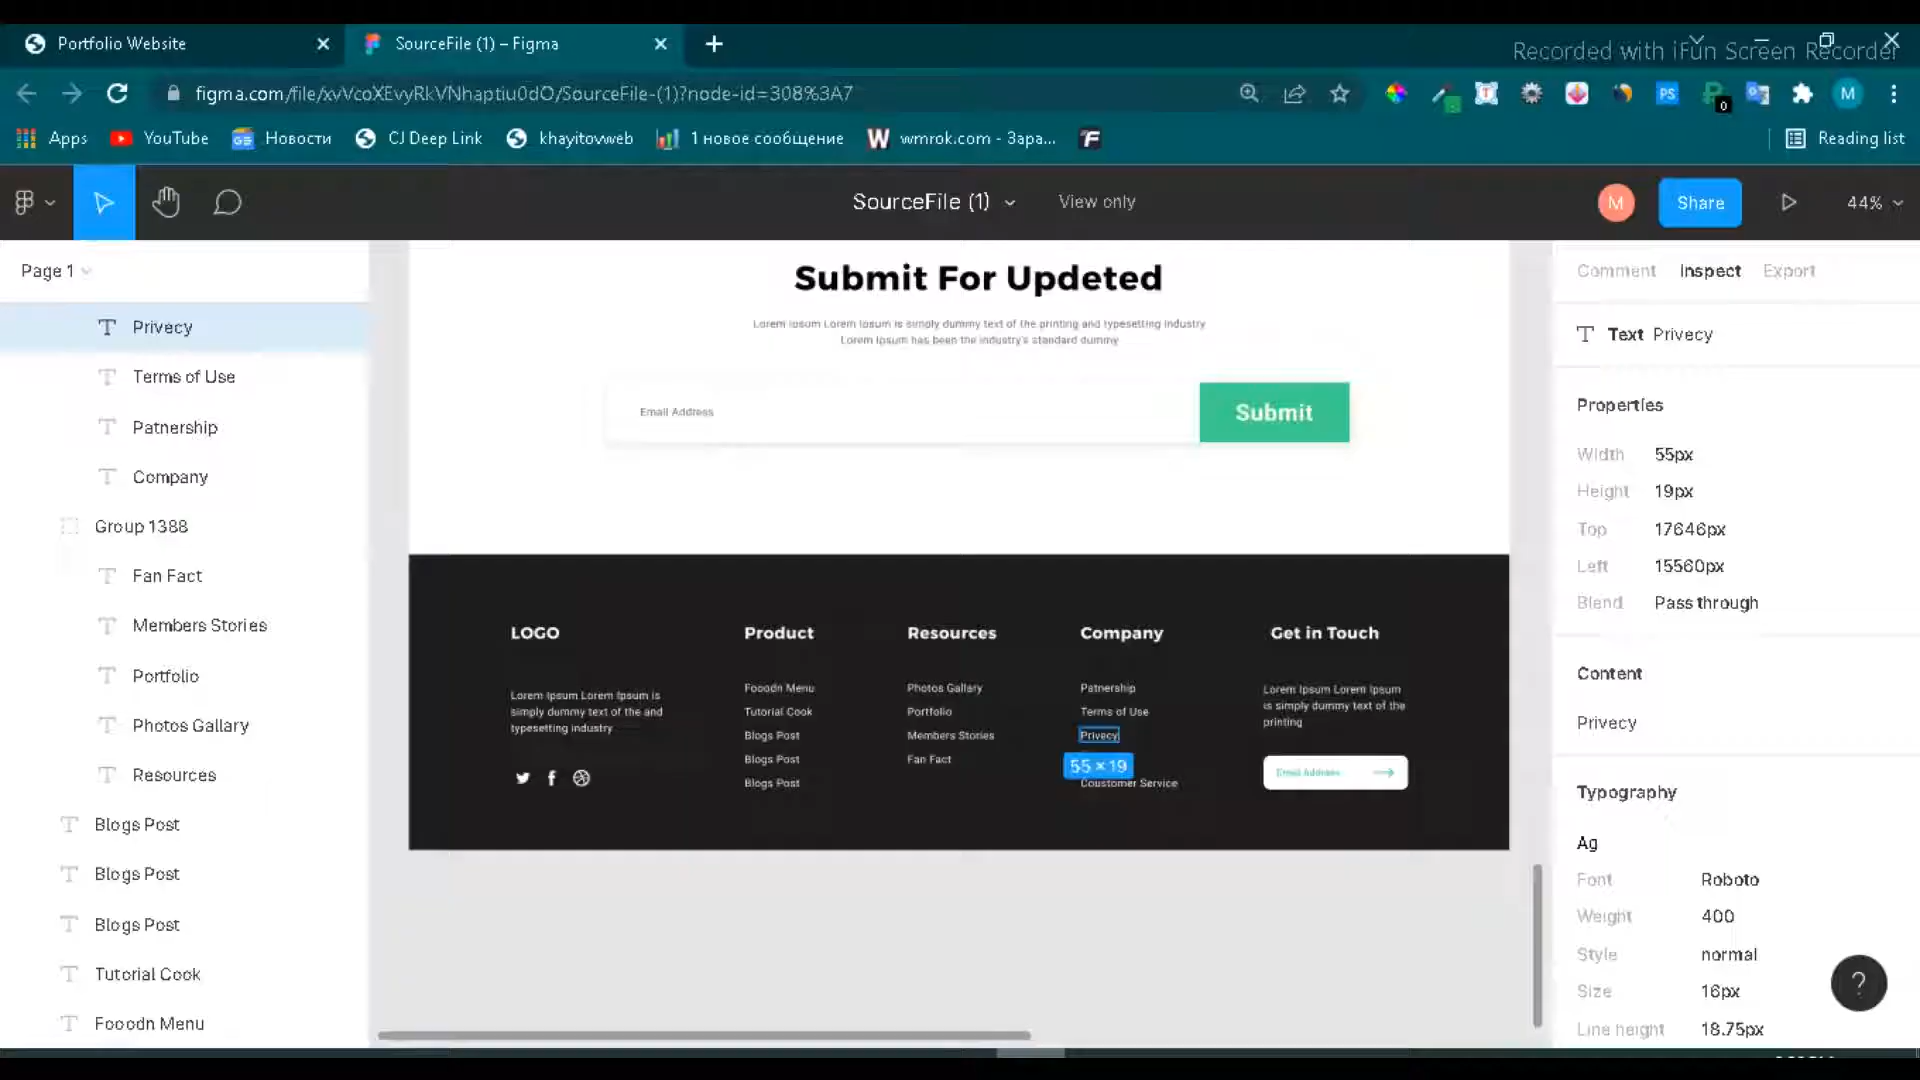 Portfolio Website
SourceFile (1) – Figma
Recorded with iFun Screen Recorder
figma.com/file/xvVcoXEvyRkVNhaptiu0dO/SourceFile-(1)?node-id=308%3A7
PS
0
M
Apps
YouTube
Новости
CJ Deep Link
khayitovweb
1 новое сообщение
wmrok.com - Зара...
Reading list
SourceFile (1)
View only
M
Share
44%
Page 1
Privecy
Terms of Use
Patnership
Company
Group 1388
Fan Fact
Members Stories
Portfolio
Photos Gallary
Resources
Blogs Post
Blogs Post
Blogs Post
Tutorial Cook
Fooodn Menu
Submit For Updeted
Lorem Ipsum Lorem Ipsum is simply dummy text of the printing and typesetting industry
Lorem Ipsum has been the industry's standard dummy
Email Address
Submit
LOGO
Lorem Ipsum Lorem Ipsum is
simply dummy text of the and
typesetting industry
Product
Fooodn Menu
Tutorial Cook
Blogs Post
Blogs Post
Blogs Post
Resources
Photos Gallary
Portfolio
Members Stories
Fan Fact
Company
Patnership
Terms of Use
Privecy
55 × 19
Coustomer Service
Get in Touch
Lorem Ipsum Lorem Ipsum
is simply dummy text of the
printing
Email Address
Comment
Inspect
Export
Text Privecy
Properties
Width 55px
Height 19px
Top 17646px
Left 15560px
Blend Pass through
Content
Privecy
Typography
Ag
Font Roboto
Weight 400
Style normal
Size 16px
Line height 18.75px
?